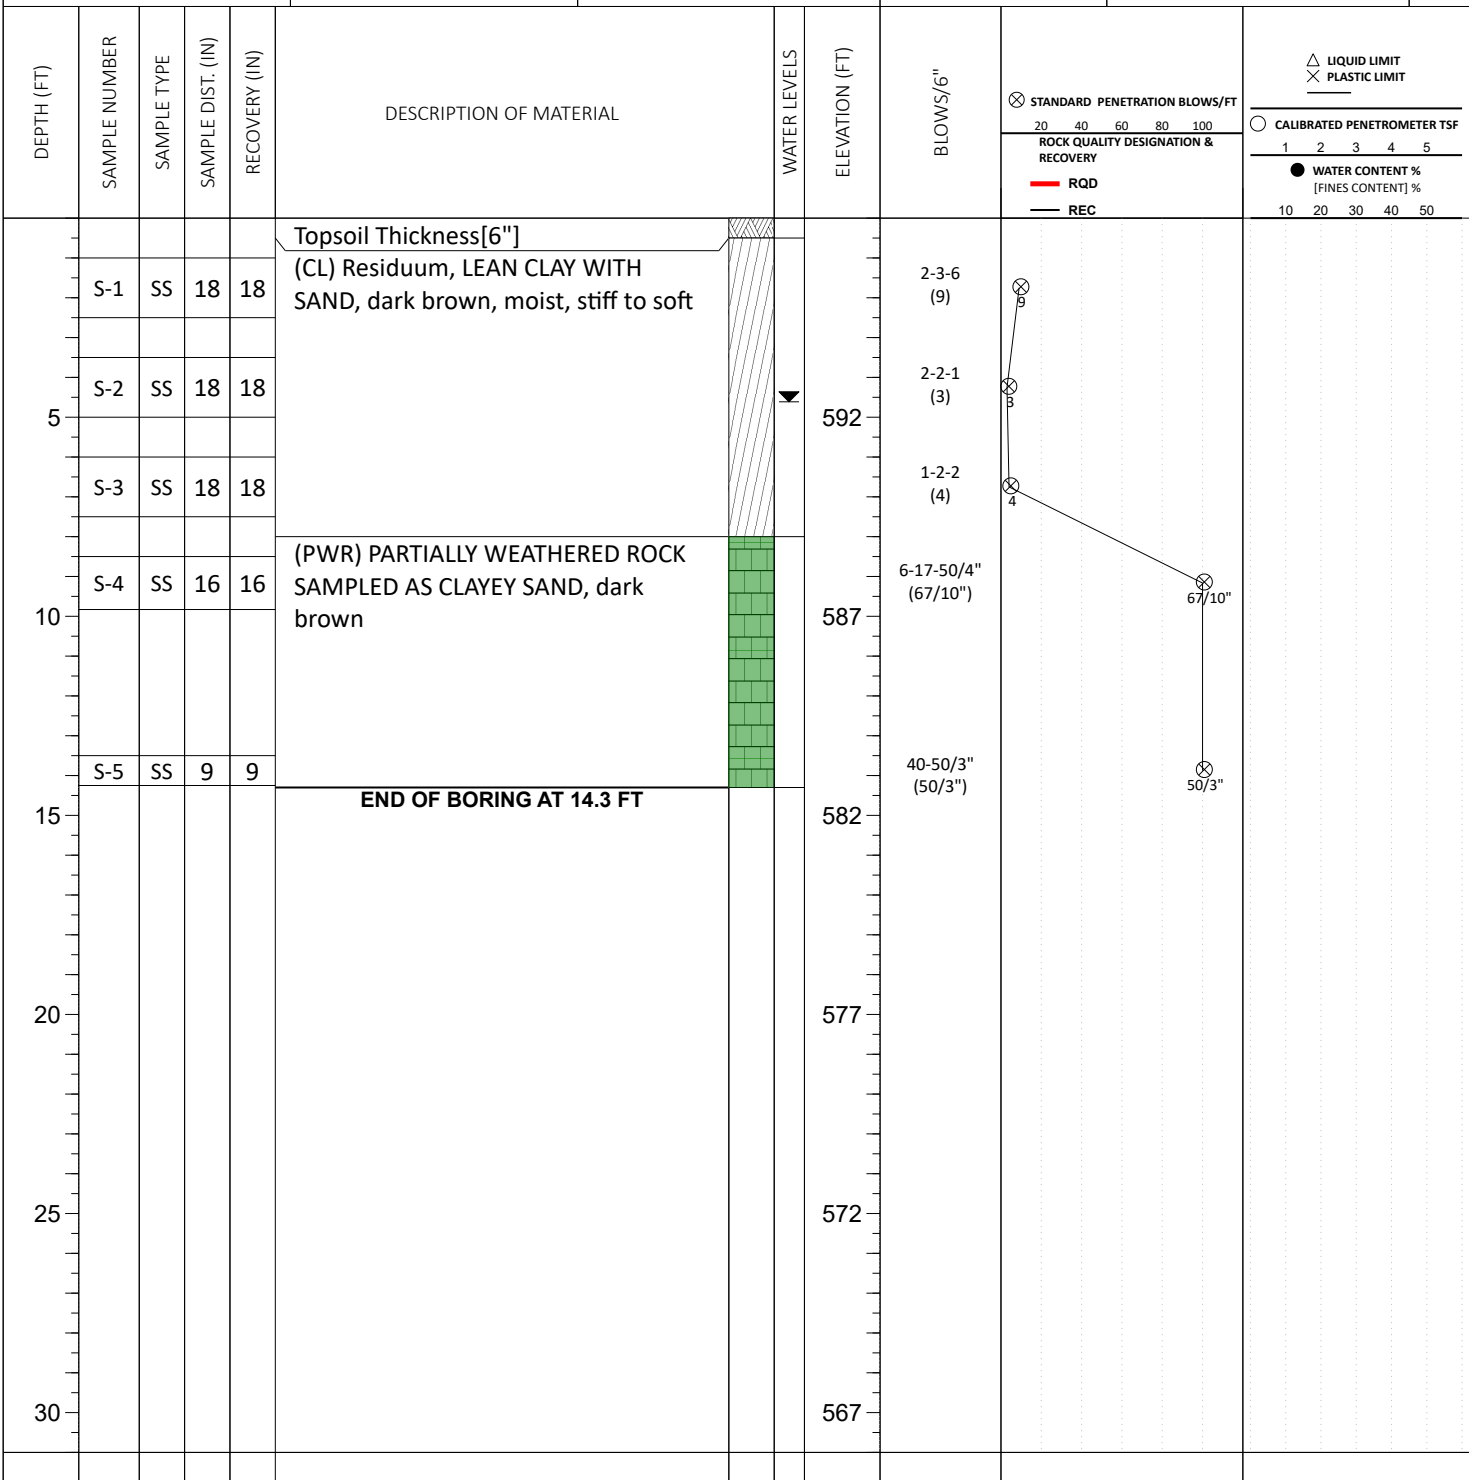 DEPTH (FT)
SAMPLE NUMBER
SAMPLE TYPE
SAMPLE DIST. (IN)
RECOVERY (IN)
DESCRIPTION OF MATERIAL
WATER LEVELS
ELEVATION (FT)
BLOWS/6"
STANDARD PENETRATION BLOWS/FT
20 40 60 80 100
ROCK QUALITY DESIGNATION &
RECOVERY
RQD
REC
LIQUID LIMIT
PLASTIC LIMIT
CALIBRATED PENETROMETER TSF
1 2 3 4 5
WATER CONTENT %
[FINES CONTENT] %
10 20 30 40 50
Topsoil Thickness[6"]
(CL) Residuum, LEAN CLAY WITH
SAND, dark brown, moist, stiff to soft
S-1 SS 18 18
2-3-6
(9)
9
S-2 SS 18 18
2-2-1
(3)
3
5
592
S-3 SS 18 18
1-2-2
(4)
4
(PWR) PARTIALLY WEATHERED ROCK
SAMPLED AS CLAYEY SAND, dark
brown
S-4 SS 16 16
6-17-50/4"
(67/10")
67/10"
10
587
S-5 SS 9 9
40-50/3"
(50/3")
50/3"
END OF BORING AT 14.3 FT
15
582
20
577
25
572
30
567